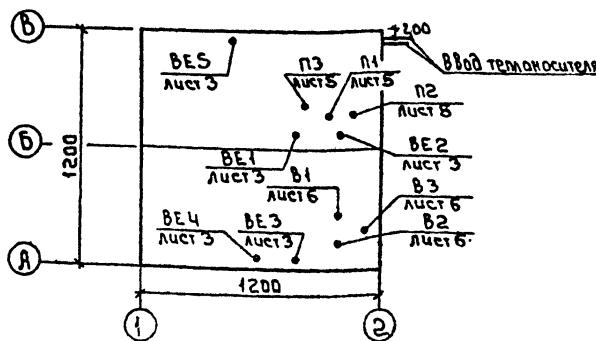 В
1200
Ввод теплоносителя
ВЕ5
лист 3
П3
лист 5
П1
лист 5
П2
лист 5
Б
1200
ВЕ1
лист 3
ВЕ2
лист 3
В1
лист 6
В3
лист 6
ВЕ4
лист 3
ВЕ3
лист 3
В2
лист 6
А
1200
1
2